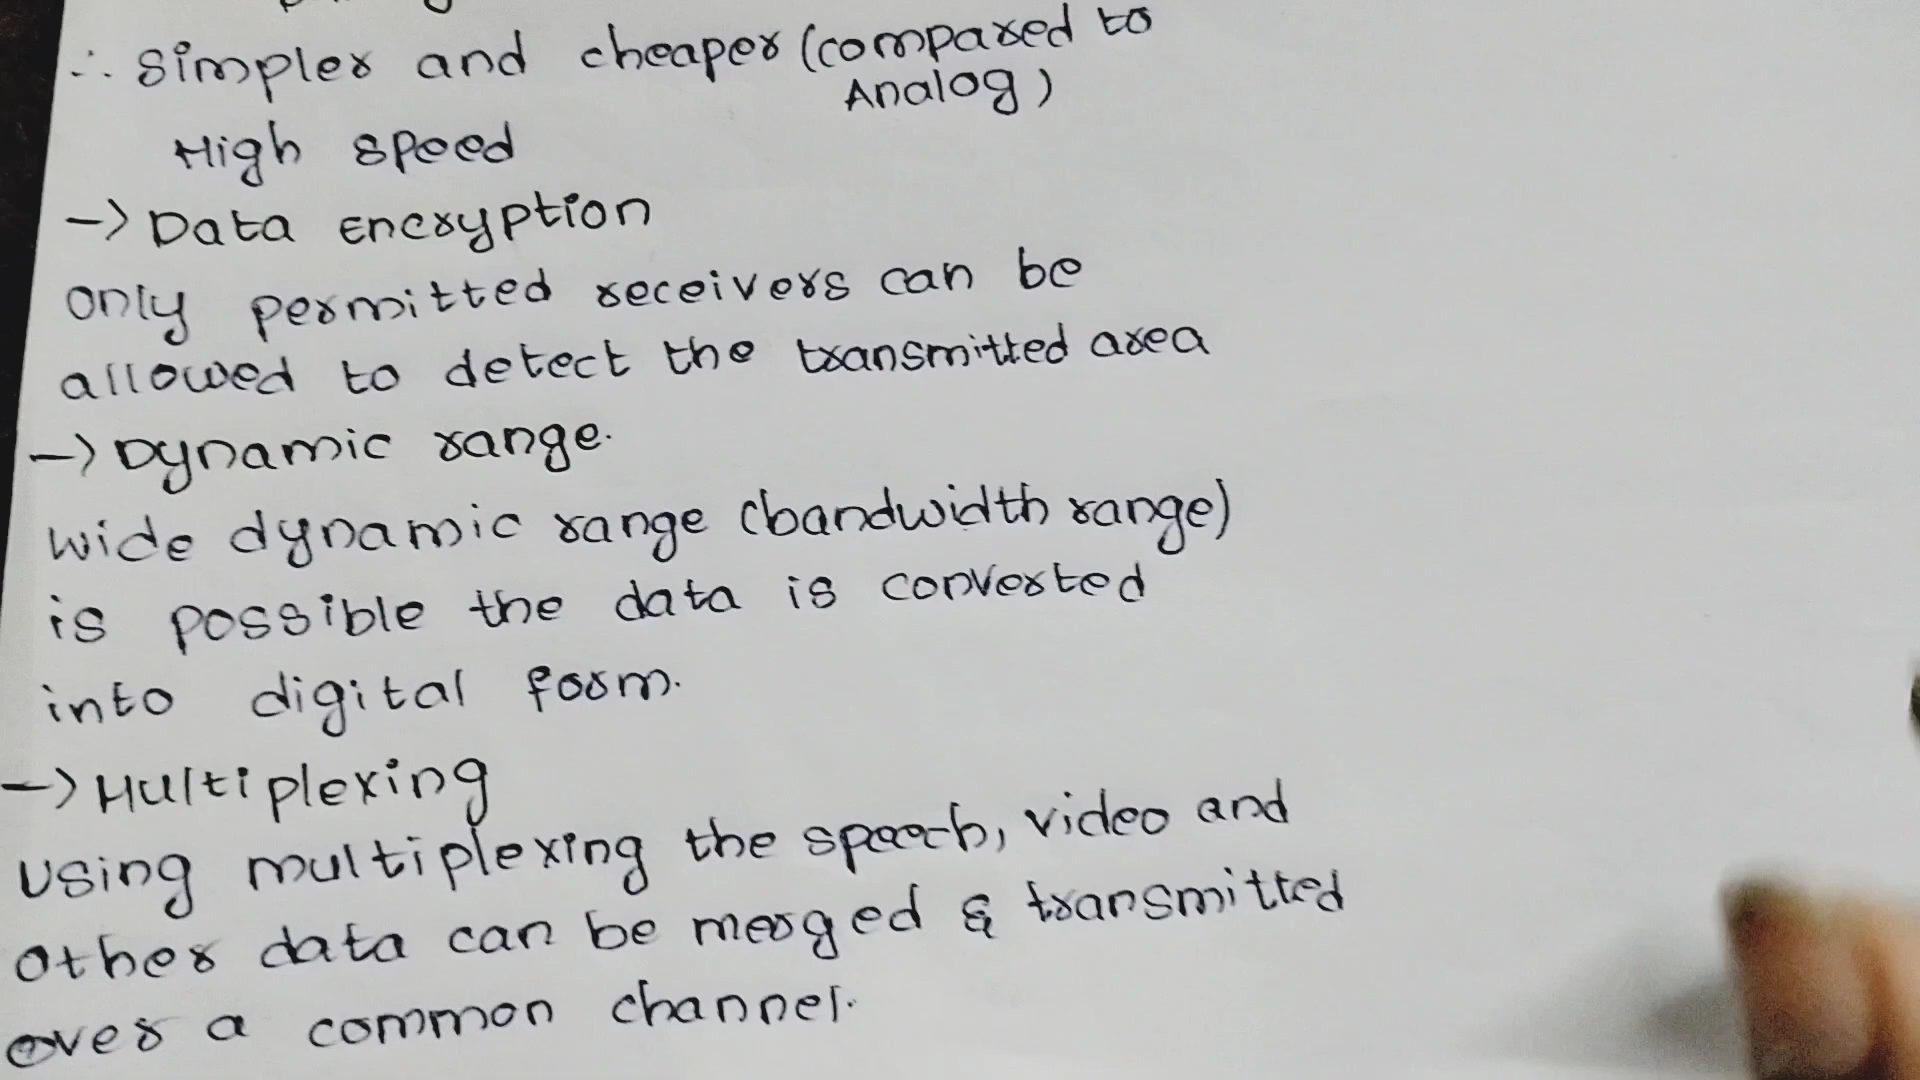 ∴ simpler and cheaper (compared to
Analog)
High speed
-> Data Encryption
only permitted receivers can be
allowed to detect the transmitted area
-> Dynamic range.
wide dynamic range (bandwidth range)
is possible the data is converted
into digital form.
-> Multiplexing
Using multiplexing the speech, video and
other data can be merged & transmitted
over a common channel.